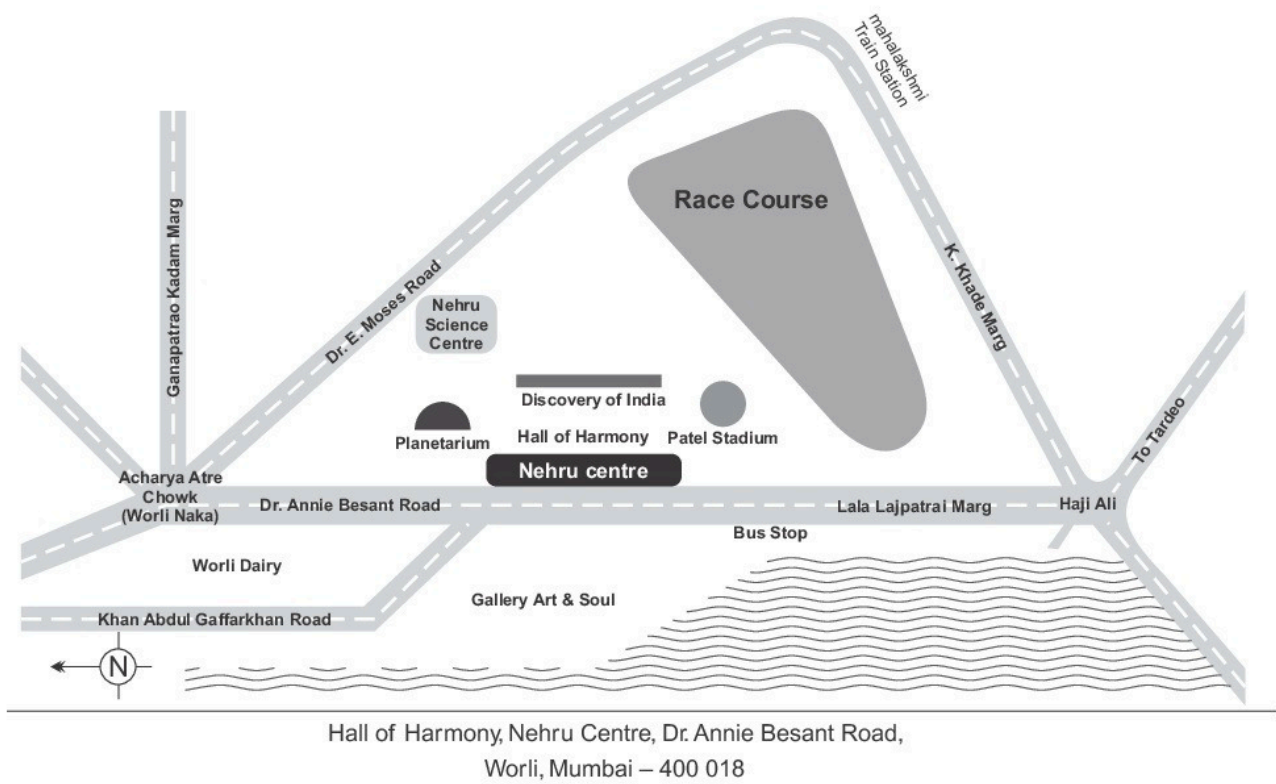 mahalakshmi
Train Station
Race Course
Ganapatrao Kadam Marg
Dr. E. Moses Road
K. Khade Marg
Nehru
Science
Centre
Discovery of India
Planetarium
Hall of Harmony
Patel Stadium
To Tardeo
Nehru centre
Acharya Atre
Chowk
(Worli Naka)
Dr. Annie Besant Road
Lala Lajpatrai Marg
Haji Ali
Bus Stop
Worli Dairy
Gallery Art & Soul
Khan Abdul Gaffarkhan Road
N
Hall of Harmony, Nehru Centre, Dr. Annie Besant Road,
Worli, Mumbai – 400 018